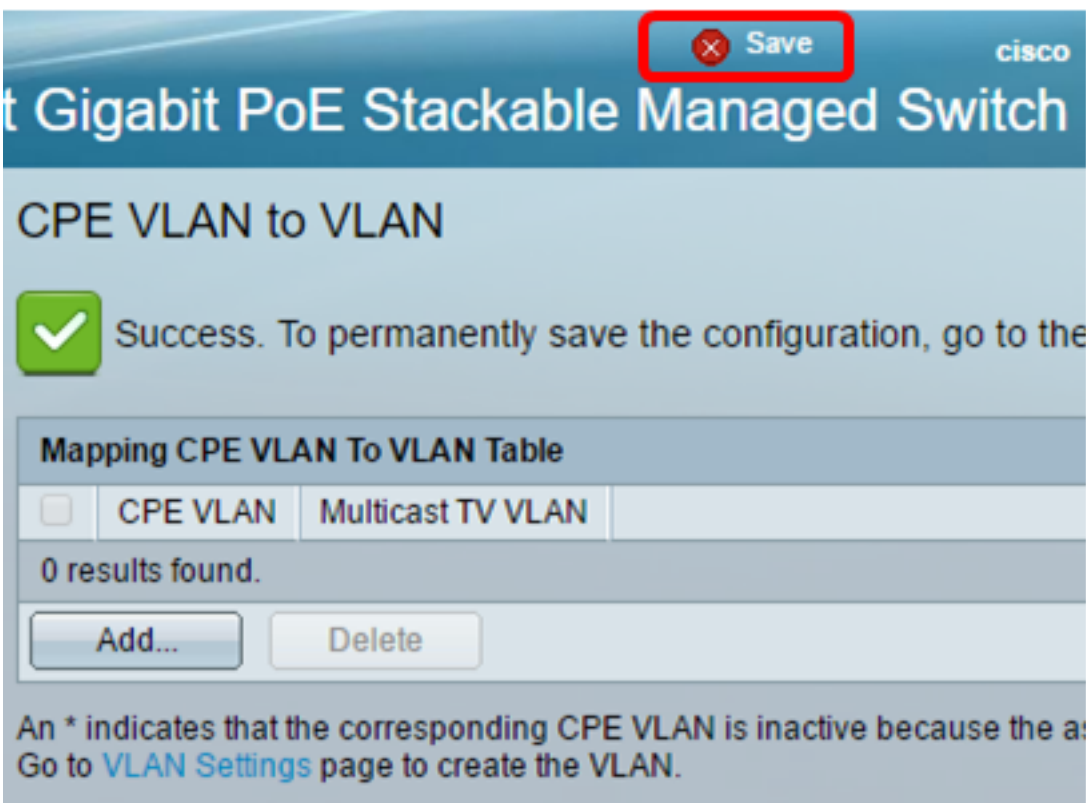 Save
cisco
t Gigabit PoE Stackable Managed Switch
CPE VLAN to VLAN
Success. To permanently save the configuration, go to the
Mapping CPE VLAN To VLAN Table
CPE VLAN Multicast TV VLAN
0 results found.
Add... Delete
An * indicates that the corresponding CPE VLAN is inactive because the as
Go to VLAN Settings page to create the VLAN.